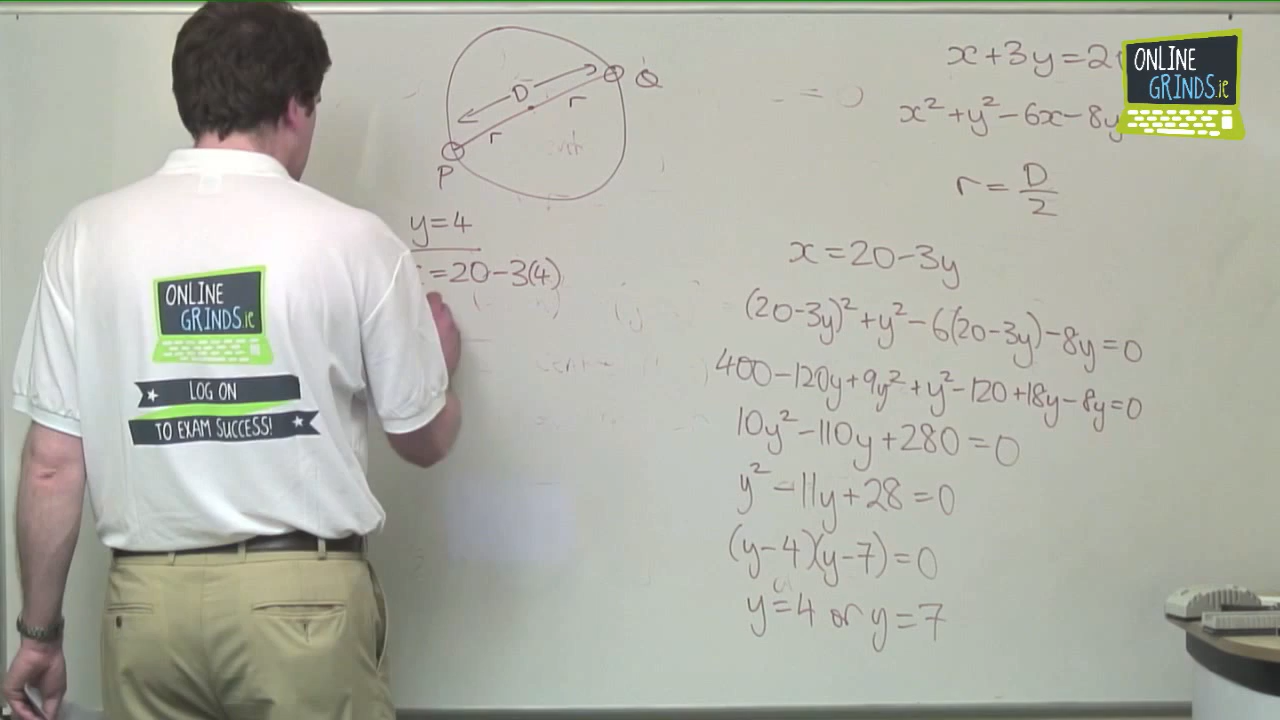 D
r
r
P
Q
= 0
x+3y=2
x²+y²-6x-8y
r = D/2
ONLINE
GRINDS.ie
y=4
=20-3(4)
x=20-3y
(20-3y)²+y²-6(20-3y)-8y=0
400-120y+9y²+y²-120+18y-8y=0
10y²-110y+280=0
y²-11y+28=0
(y-4)(y-7)=0
y=4 or y=7
ONLINE
GRINDS.ie
LOG ON
TO EXAM SUCCESS!